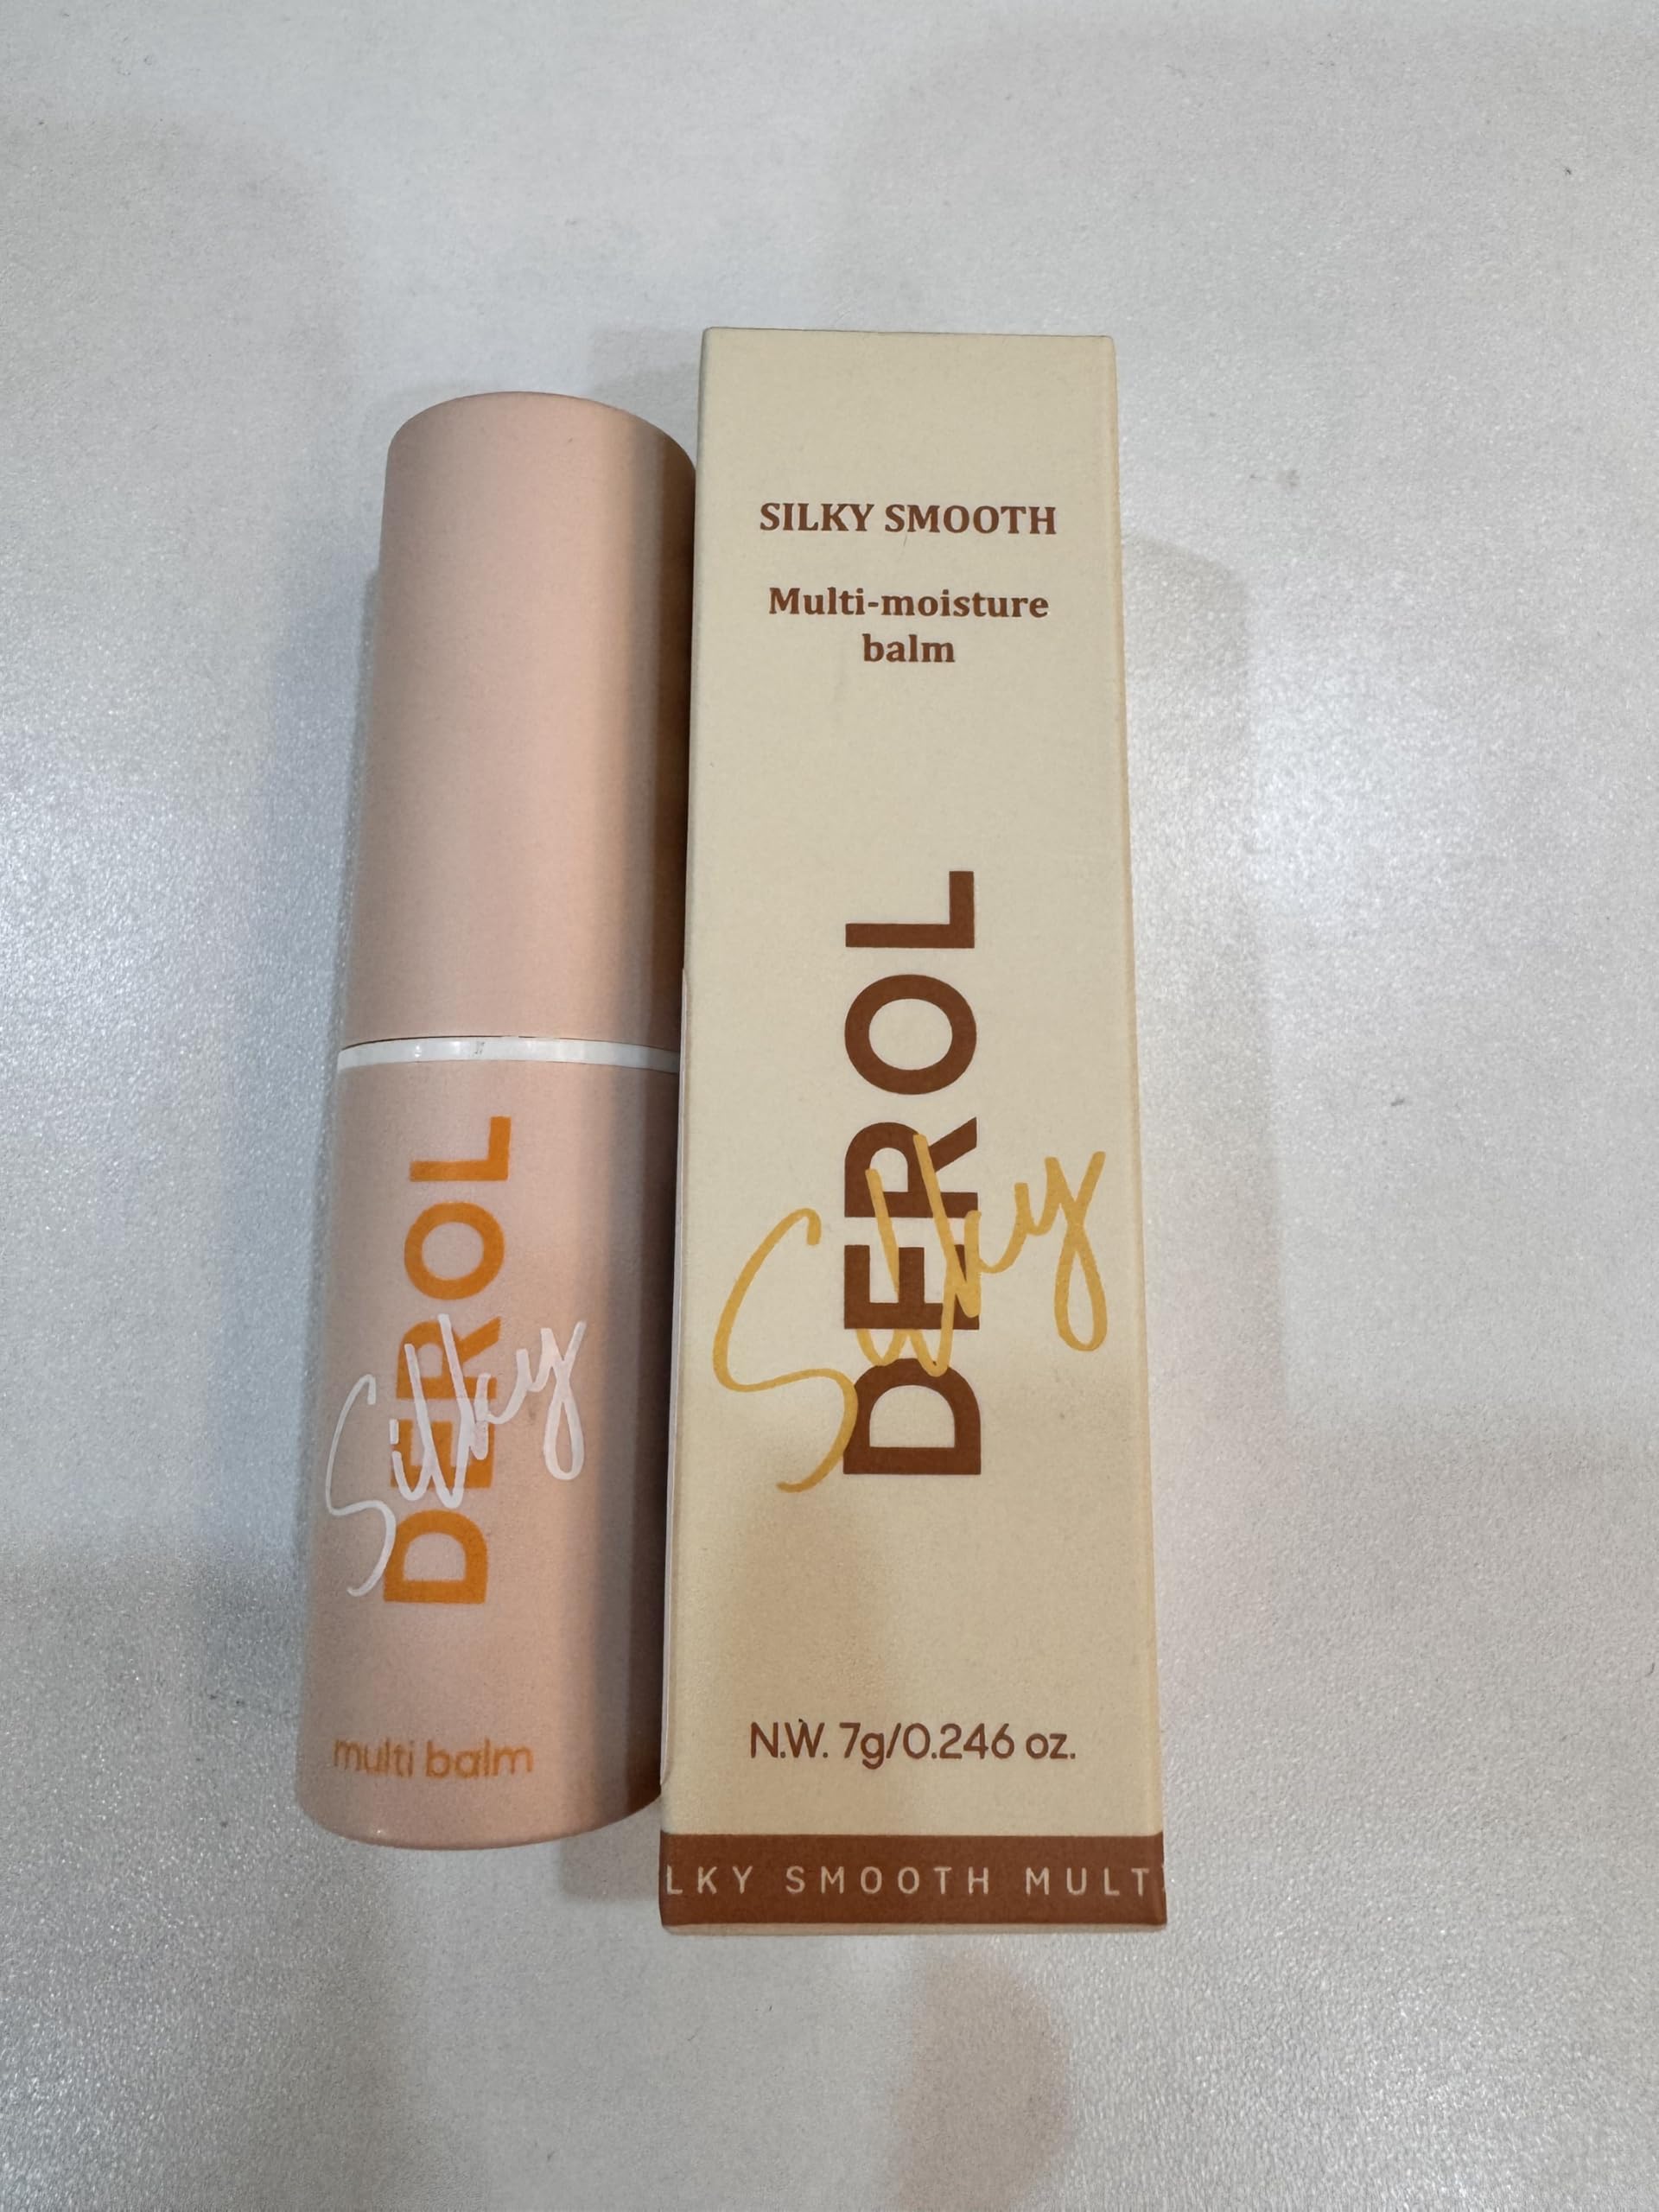 DEROL
Silky
multi balm
SILKY SMOOTH
Multi-moisture
balm
DEROL
Silky
N.W. 7g/0.246 oz.
LKY SMOOTH MULT